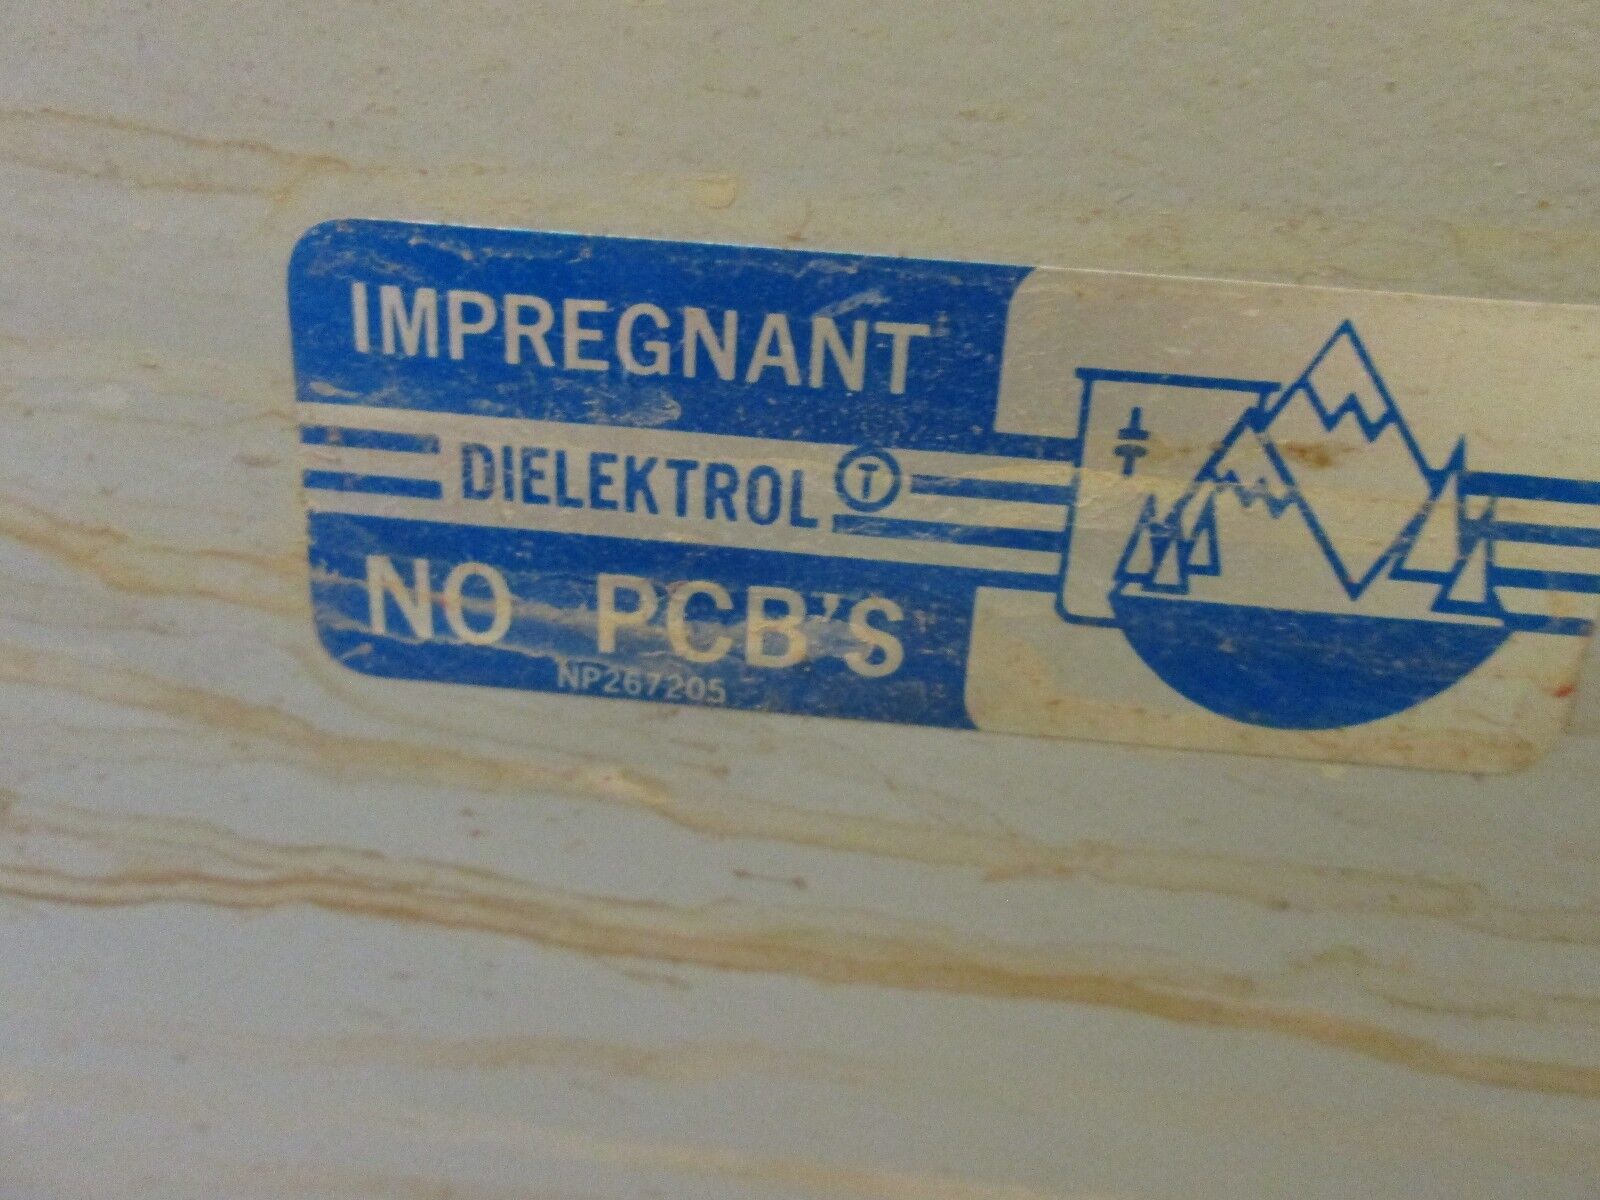 IMPREGNANT
DIELEKTROL Ⓣ
NO PCB'S
NP267205